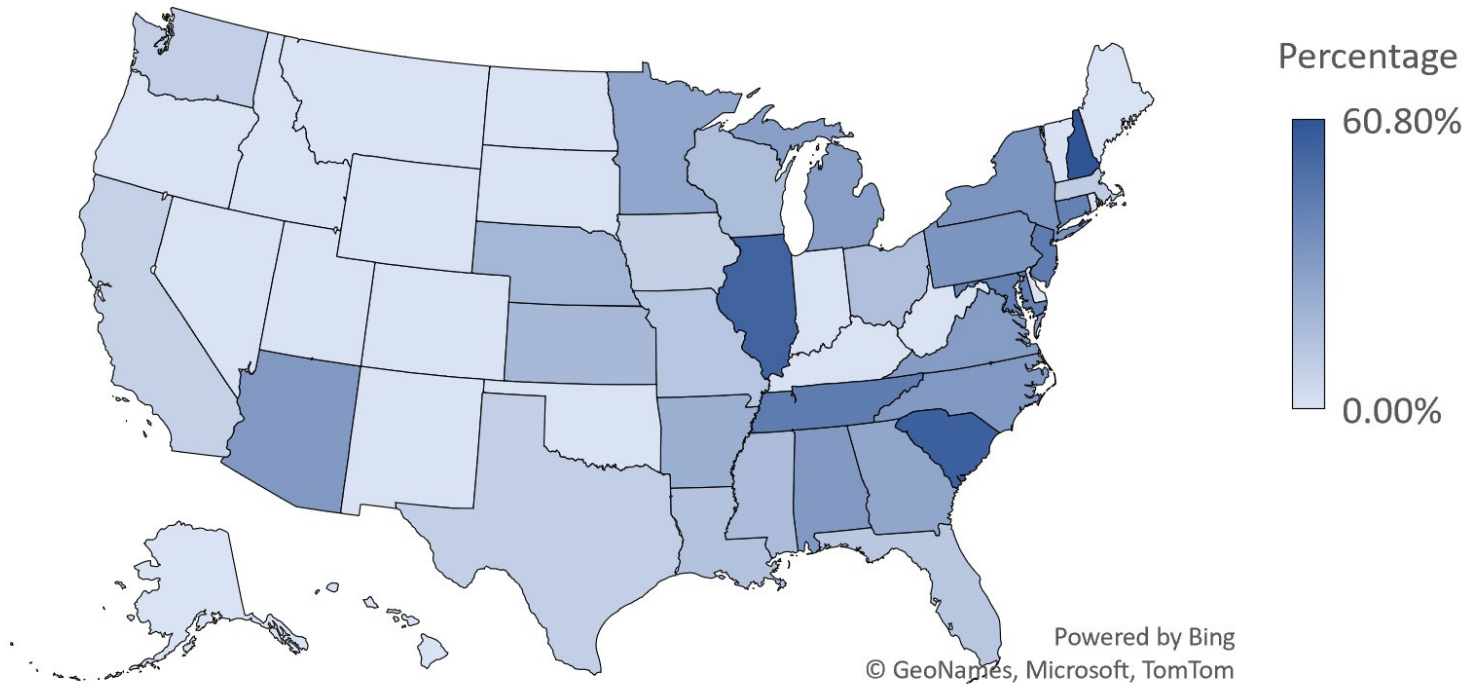 Percentage
60.80%
0.00%
Powered by Bing
© GeoNames, Microsoft, TomTom